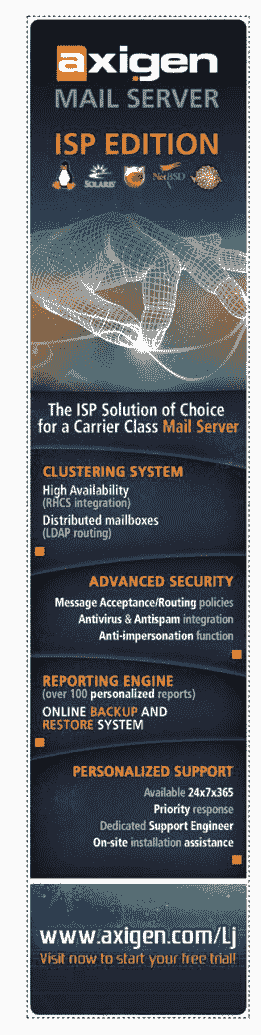 axigen
MAIL SERVER
ISP EDITION
SOLARIS NetBSD
The ISP Solution of Choice
for a Carrier Class Mail Server
CLUSTERING SYSTEM
High Availability
(RHCS integration)
Distributed mailboxes
(LDAP routing)
ADVANCED SECURITY
Message Acceptance/Routing policies
Antivirus & Antispam integration
Anti-impersonation function
REPORTING ENGINE
(over 100 personalized reports)
ONLINE BACKUP AND
RESTORE SYSTEM
PERSONALIZED SUPPORT
Available 24x7x365
Priority response
Dedicated Support Engineer
On-site installation assistance
www.axigen.com/Lj
Visit now to start your free trial!